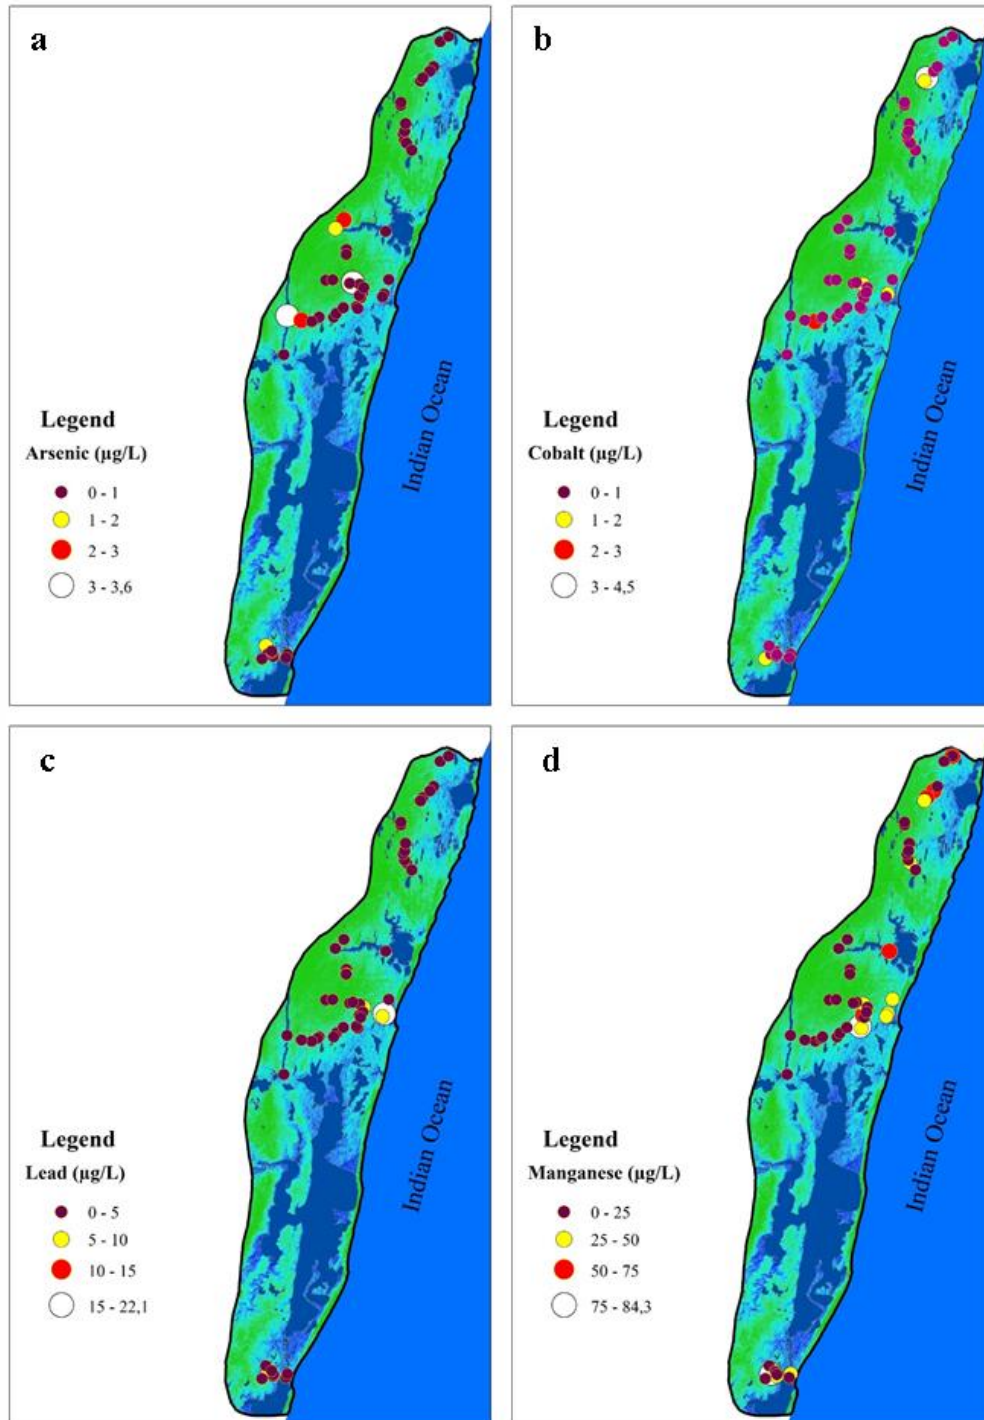 a
Indian Ocean
Legend
Arsenic (µg/L)
0 - 1
1 - 2
2 - 3
3 - 3,6
b
Indian Ocean
Legend
Cobalt (µg/L)
0 - 1
1 - 2
2 - 3
3 - 4,5
c
Indian Ocean
Legend
Lead (µg/L)
0 - 5
5 - 10
10 - 15
15 - 22,1
d
Indian Ocean
Legend
Manganese (µg/L)
0 - 25
25 - 50
50 - 75
75 - 84,3